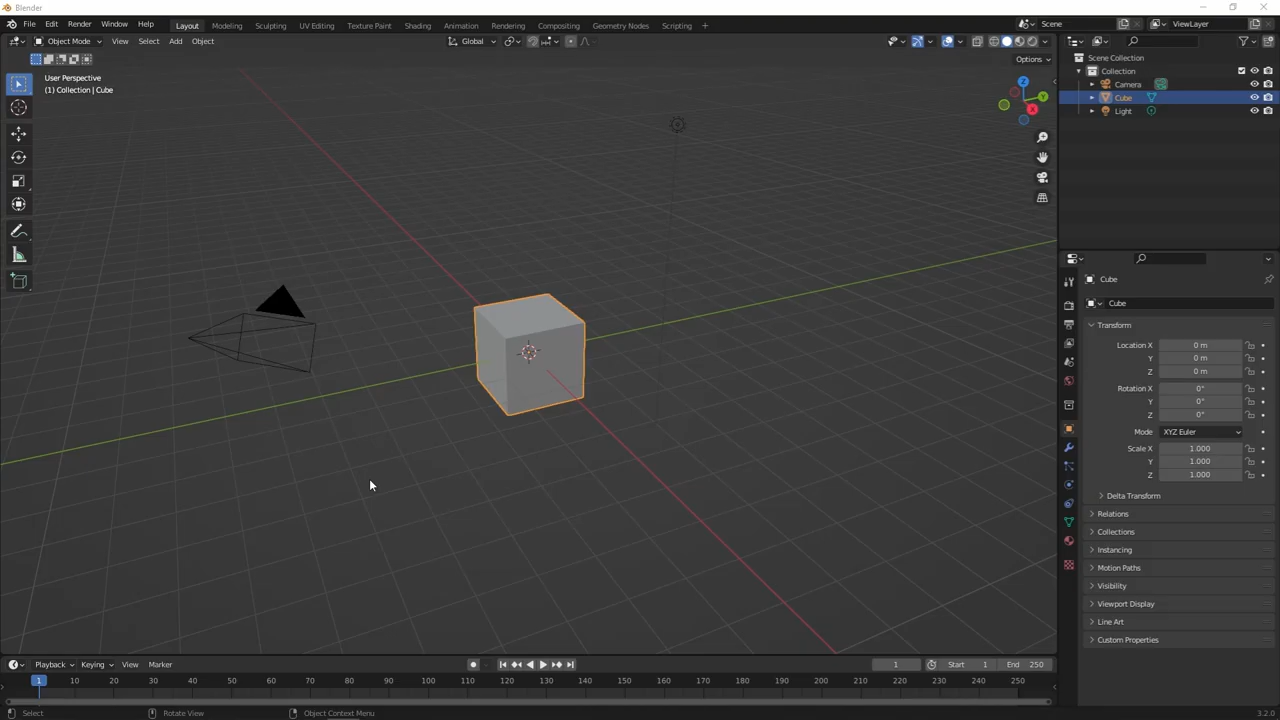 Blender
File Edit Render Window Help Layout Modeling Sculpting UV Editing Texture Paint Shading Animation Rendering Compositing Geometry Nodes Scripting + Scene ViewLayer
Object Mode View Select Add Object Global
Options
User Perspective
(1) Collection | Cube
Z
Y
X
Scene Collection
Collection
Camera
Cube
Light
Cube
Cube
Transform
Location X 0 m
Y 0 m
Z 0 m
Rotation X 0°
Y 0°
Z 0°
Mode XYZ Euler
Scale X 1.000
Y 1.000
Z 1.000
Delta Transform
Relations
Collections
Instancing
Motion Paths
Visibility
Viewport Display
Line Art
Custom Properties
Playback Keying View Marker 1 Start 1 End 250
1 10 20 30 40 50 60 70 80 90 100 110 120 130 140 150 160 170 180 190 200 210 220 230 240 250
Select Rotate View Object Context Menu 3.2.0